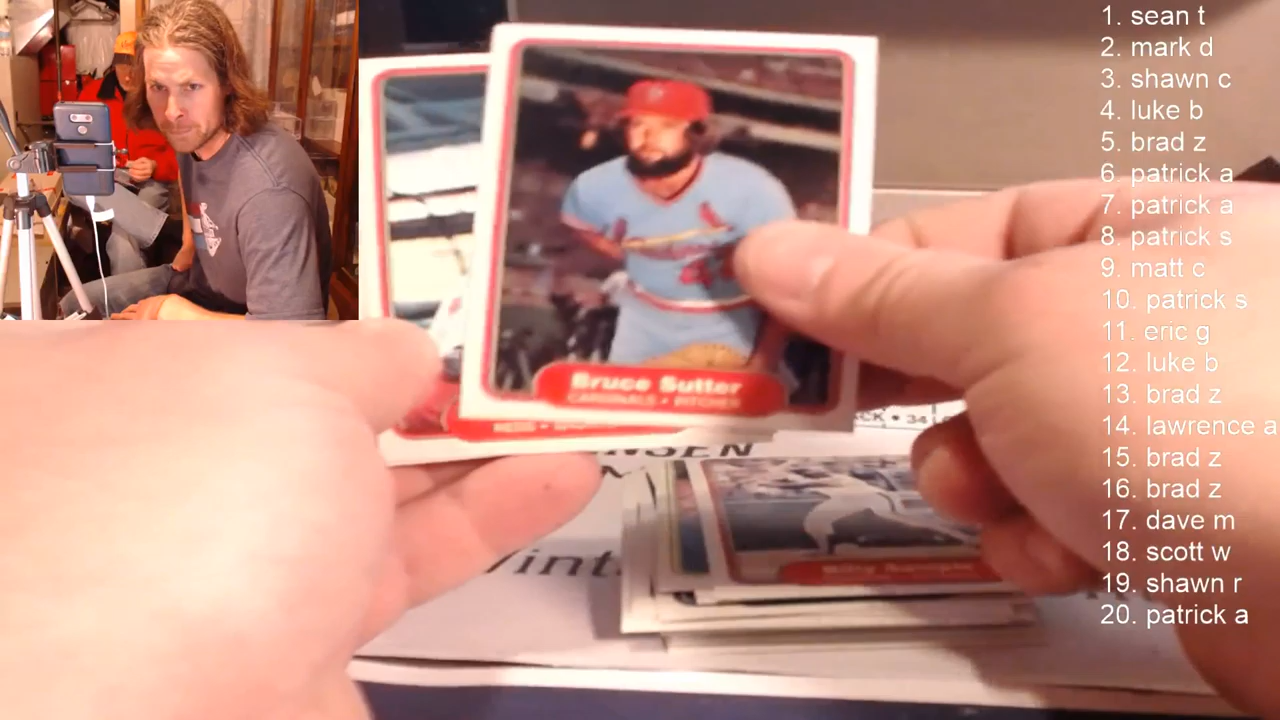 1. sean t
2. mark d
3. shawn c
4. luke b
5. brad z
6. patrick a
7. patrick a
8. patrick s
9. matt c
10. patrick s
11. eric g
12. luke b
13. brad z
14. lawrence a
15. brad z
16. brad z
17. dave m
18. scott w
19. shawn r
20. patrick a
Bruce Sutter
CARDINALS • PITCHER
REDS •
• 34